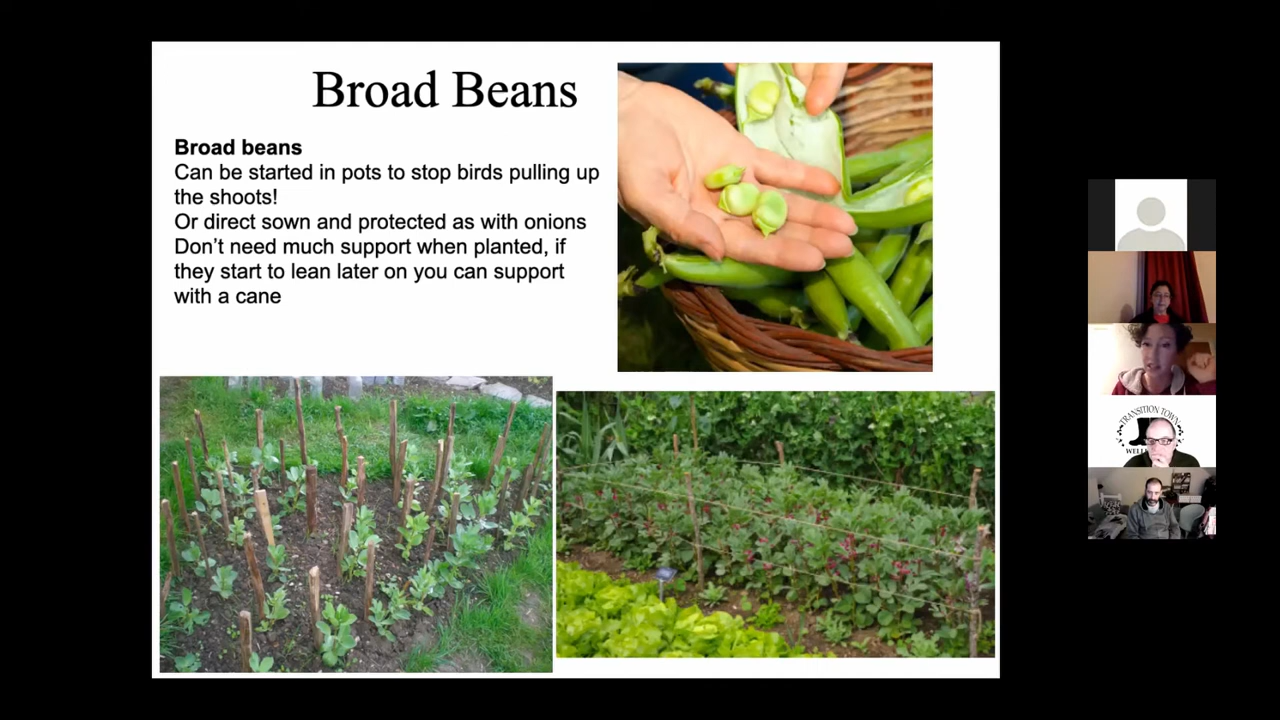 Broad Beans
Broad beans
Can be started in pots to stop birds pulling up
the shoots!
Or direct sown and protected as with onions
Don't need much support when planted, if
they start to lean later on you can support
with a cane
TRANSITION TOWN